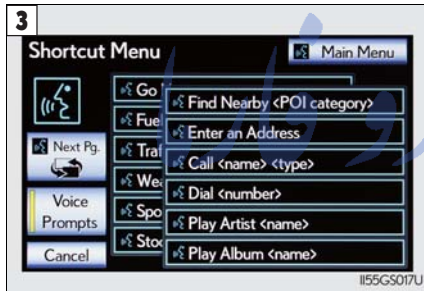 3
Shortcut Menu
Main Menu
Go
Fuel
Traf
Wea
Spo
Stoc
Find Nearby <POI category>
Enter an Address
Call <name> <type>
Dial <number>
Play Artist <name>
Play Album <name>
Next Pg.
Voice
Prompts
Cancel
II55GS017U